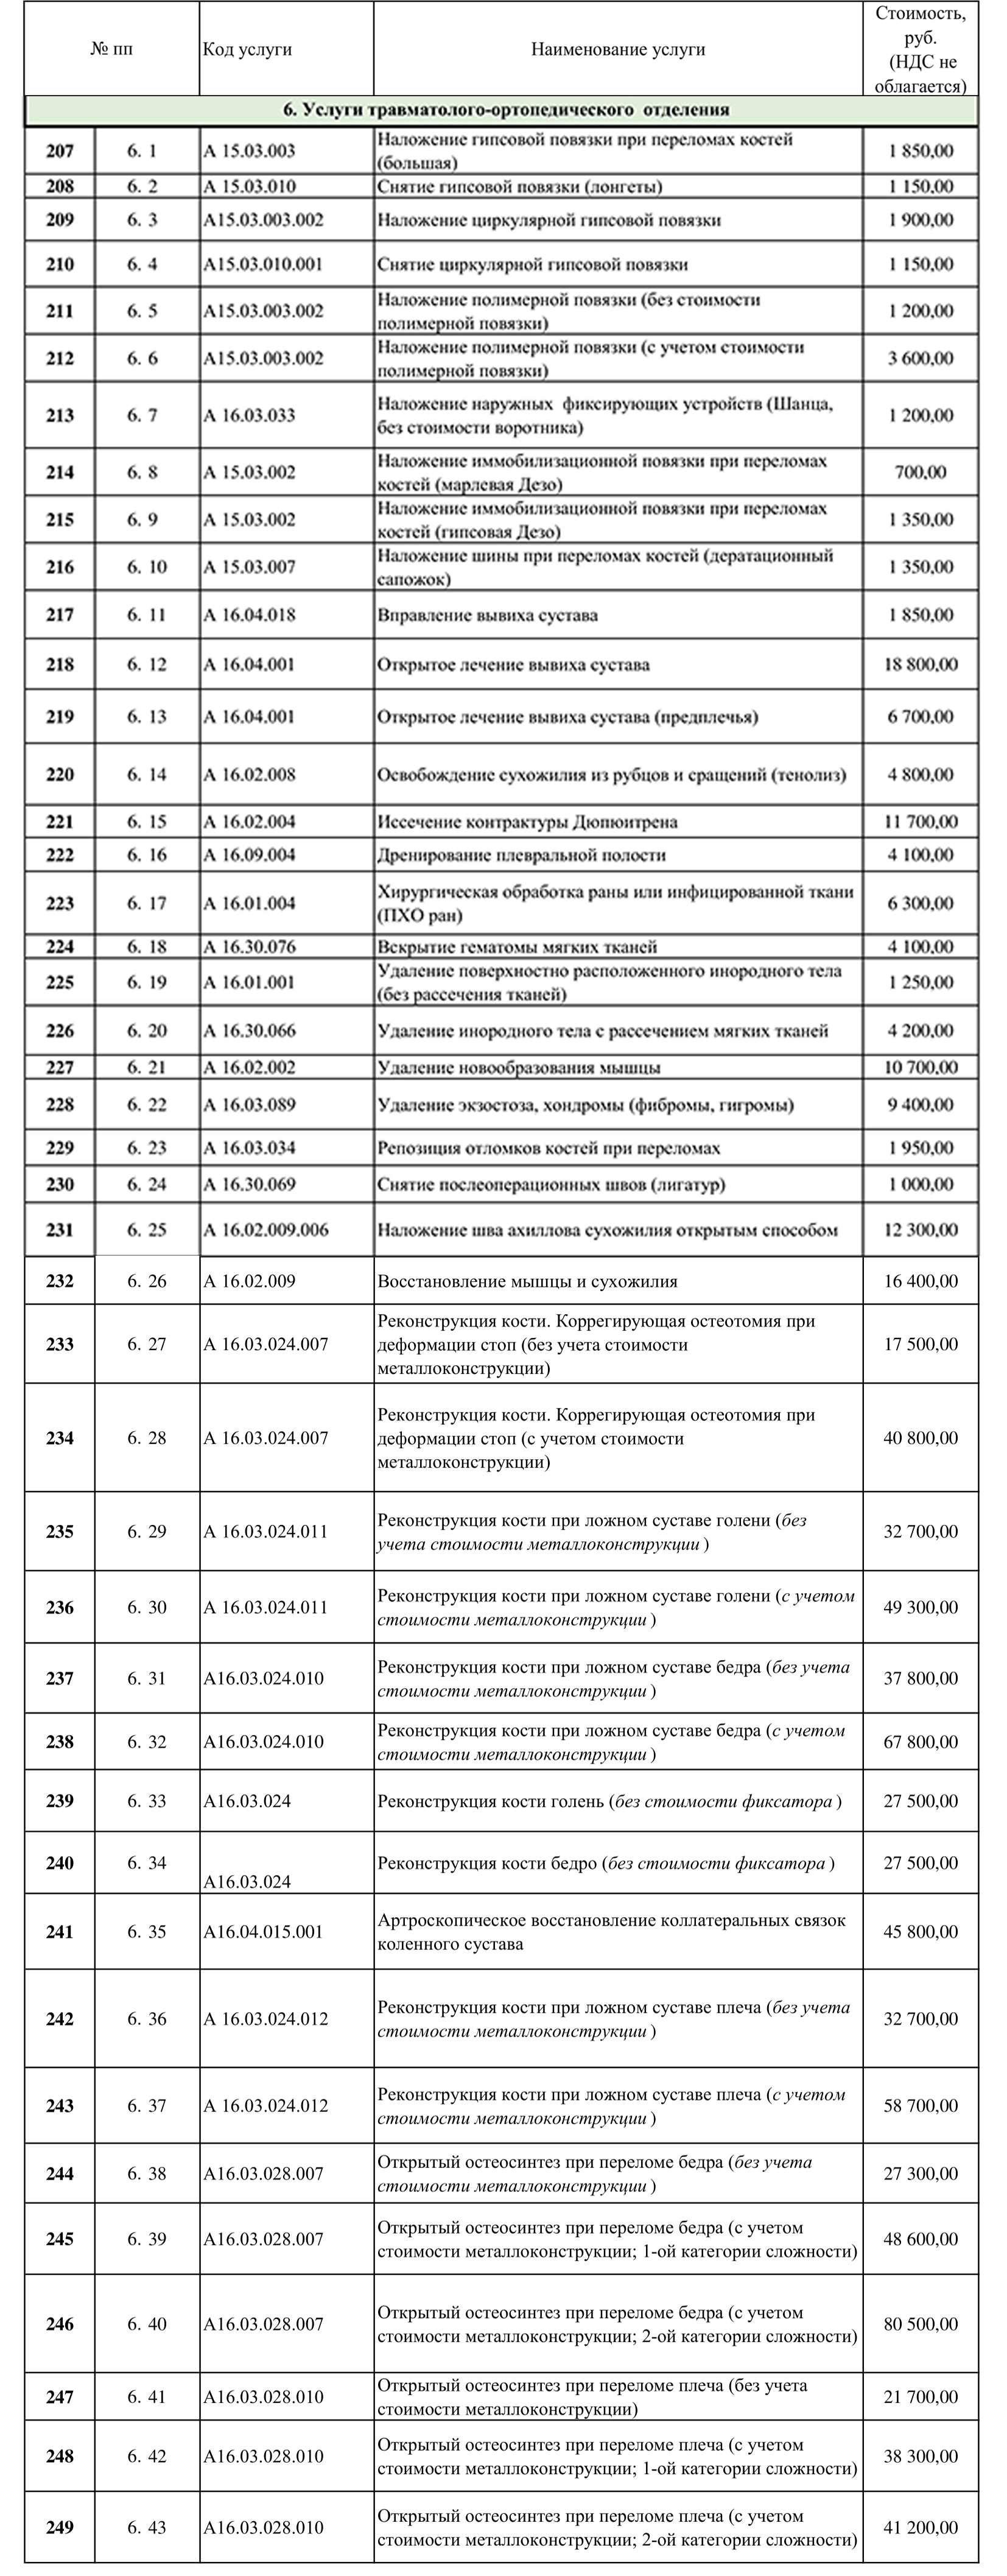 № пп Код услуги Наименование услуги Стоимость,
руб.
(НДС не
облагается)
6. Услуги травматолого-ортопедического отделения
207 6. 1 А 15.03.003 Наложение гипсовой повязки при переломах костей
(большая) 1 850,00
208 6. 2 А 15.03.010 Снятие гипсовой повязки (лонгеты) 1 150,00
209 6. 3 А15.03.003.002 Наложение циркулярной гипсовой повязки 1 900,00
210 6. 4 А15.03.010.001 Снятие циркулярной гипсовой повязки 1 150,00
211 6. 5 А15.03.003.002 Наложение полимерной повязки (без стоимости
полимерной повязки) 1 200,00
212 6. 6 А15.03.003.002 Наложение полимерной повязки (с учетом стоимости
полимерной повязки) 3 600,00
213 6. 7 А 16.03.033 Наложение наружных фиксирующих устройств (Шанца,
без стоимости воротника) 1 200,00
214 6. 8 А 15.03.002 Наложение иммобилизационной повязки при переломах
костей (марлевая Дезо) 700,00
215 6. 9 А 15.03.002 Наложение иммобилизационной повязки при переломах
костей (гипсовая Дезо) 1 350,00
216 6. 10 А 15.03.007 Наложение шины при переломах костей (дератационный
сапожок) 1 350,00
217 6. 11 А 16.04.018 Вправление вывиха сустава 1 850,00
218 6. 12 А 16.04.001 Открытое лечение вывиха сустава 18 800,00
219 6. 13 А 16.04.001 Открытое лечение вывиха сустава (предплечья) 6 700,00
220 6. 14 А 16.02.008 Освобождение сухожилия из рубцов и сращений (тенолиз) 4 800,00
221 6. 15 А 16.02.004 Иссечение контрактуры Дюпюитрена 11 700,00
222 6. 16 А 16.09.004 Дренирование плевральной полости 4 100,00
223 6. 17 А 16.01.004 Хирургическая обработка раны или инфицированной ткани
(ПХО ран) 6 300,00
224 6. 18 А 16.30.076 Вскрытие гематомы мягких тканей 4 100,00
225 6. 19 А 16.01.001 Удаление поверхностно расположенного инородного тела
(без рассечения тканей) 1 250,00
226 6. 20 А 16.30.066 Удаление инородного тела с рассечением мягких тканей 4 200,00
227 6. 21 А 16.02.002 Удаление новообразования мышцы 10 700,00
228 6. 22 А 16.03.089 Удаление экзостоза, хондромы (фибромы, гигромы) 9 400,00
229 6. 23 А 16.03.034 Репозиция отломков костей при переломах 1 950,00
230 6. 24 А 16.30.069 Снятие послеоперационных швов (лигатур) 1 000,00
231 6. 25 А 16.02.009.006 Наложение шва ахиллова сухожилия открытым способом 12 300,00
232 6. 26 А 16.02.009 Восстановление мышцы и сухожилия 16 400,00
233 6. 27 А 16.03.024.007 Реконструкция кости. Коррегирующая остеотомия при
деформации стоп (без учета стоимости
металлоконструкции) 17 500,00
234 6. 28 А 16.03.024.007 Реконструкция кости. Коррегирующая остеотомия при
деформации стоп (с учетом стоимости
металлоконструкции) 40 800,00
235 6. 29 А 16.03.024.011 Реконструкция кости при ложном суставе голени (без
учета стоимости металлоконструкции ) 32 700,00
236 6. 30 А 16.03.024.011 Реконструкция кости при ложном суставе голени (с учетом
стоимости металлоконструкции ) 49 300,00
237 6. 31 А16.03.024.010 Реконструкция кости при ложном суставе бедра (без учета
стоимости металлоконструкции ) 37 800,00
238 6. 32 А16.03.024.010 Реконструкция кости при ложном суставе бедра (с учетом
стоимости металлоконструкции ) 67 800,00
239 6. 33 А16.03.024 Реконструкция кости голень (без стоимости фиксатора ) 27 500,00
240 6. 34 А16.03.024 Реконструкция кости бедро (без стоимости фиксатора ) 27 500,00
241 6. 35 А16.04.015.001 Артроскопическое восстановление коллатеральных связок
коленного сустава 45 800,00
242 6. 36 А 16.03.024.012 Реконструкция кости при ложном суставе плеча (без учета
стоимости металлоконструкции ) 32 700,00
243 6. 37 А 16.03.024.012 Реконструкция кости при ложном суставе плеча (с учетом
стоимости металлоконструкции ) 58 700,00
244 6. 38 А16.03.028.007 Открытый остеосинтез при переломе бедра (без учета
стоимости металлоконструкции ) 27 300,00
245 6. 39 А16.03.028.007 Открытый остеосинтез при переломе бедра (с учетом
стоимости металлоконструкции; 1-ой категории сложности) 48 600,00
246 6. 40 А16.03.028.007 Открытый остеосинтез при переломе бедра (с учетом
стоимости металлоконструкции; 2-ой категории сложности) 80 500,00
247 6. 41 А16.03.028.010 Открытый остеосинтез при переломе плеча (без учета
стоимости металлоконструкции) 21 700,00
248 6. 42 А16.03.028.010 Открытый остеосинтез при переломе плеча (с учетом
стоимости металлоконструкции; 1-ой категории сложности) 38 300,00
249 6. 43 А16.03.028.010 Открытый остеосинтез при переломе плеча (с учетом
стоимости металлоконструкции; 2-ой категории сложности) 41 200,00